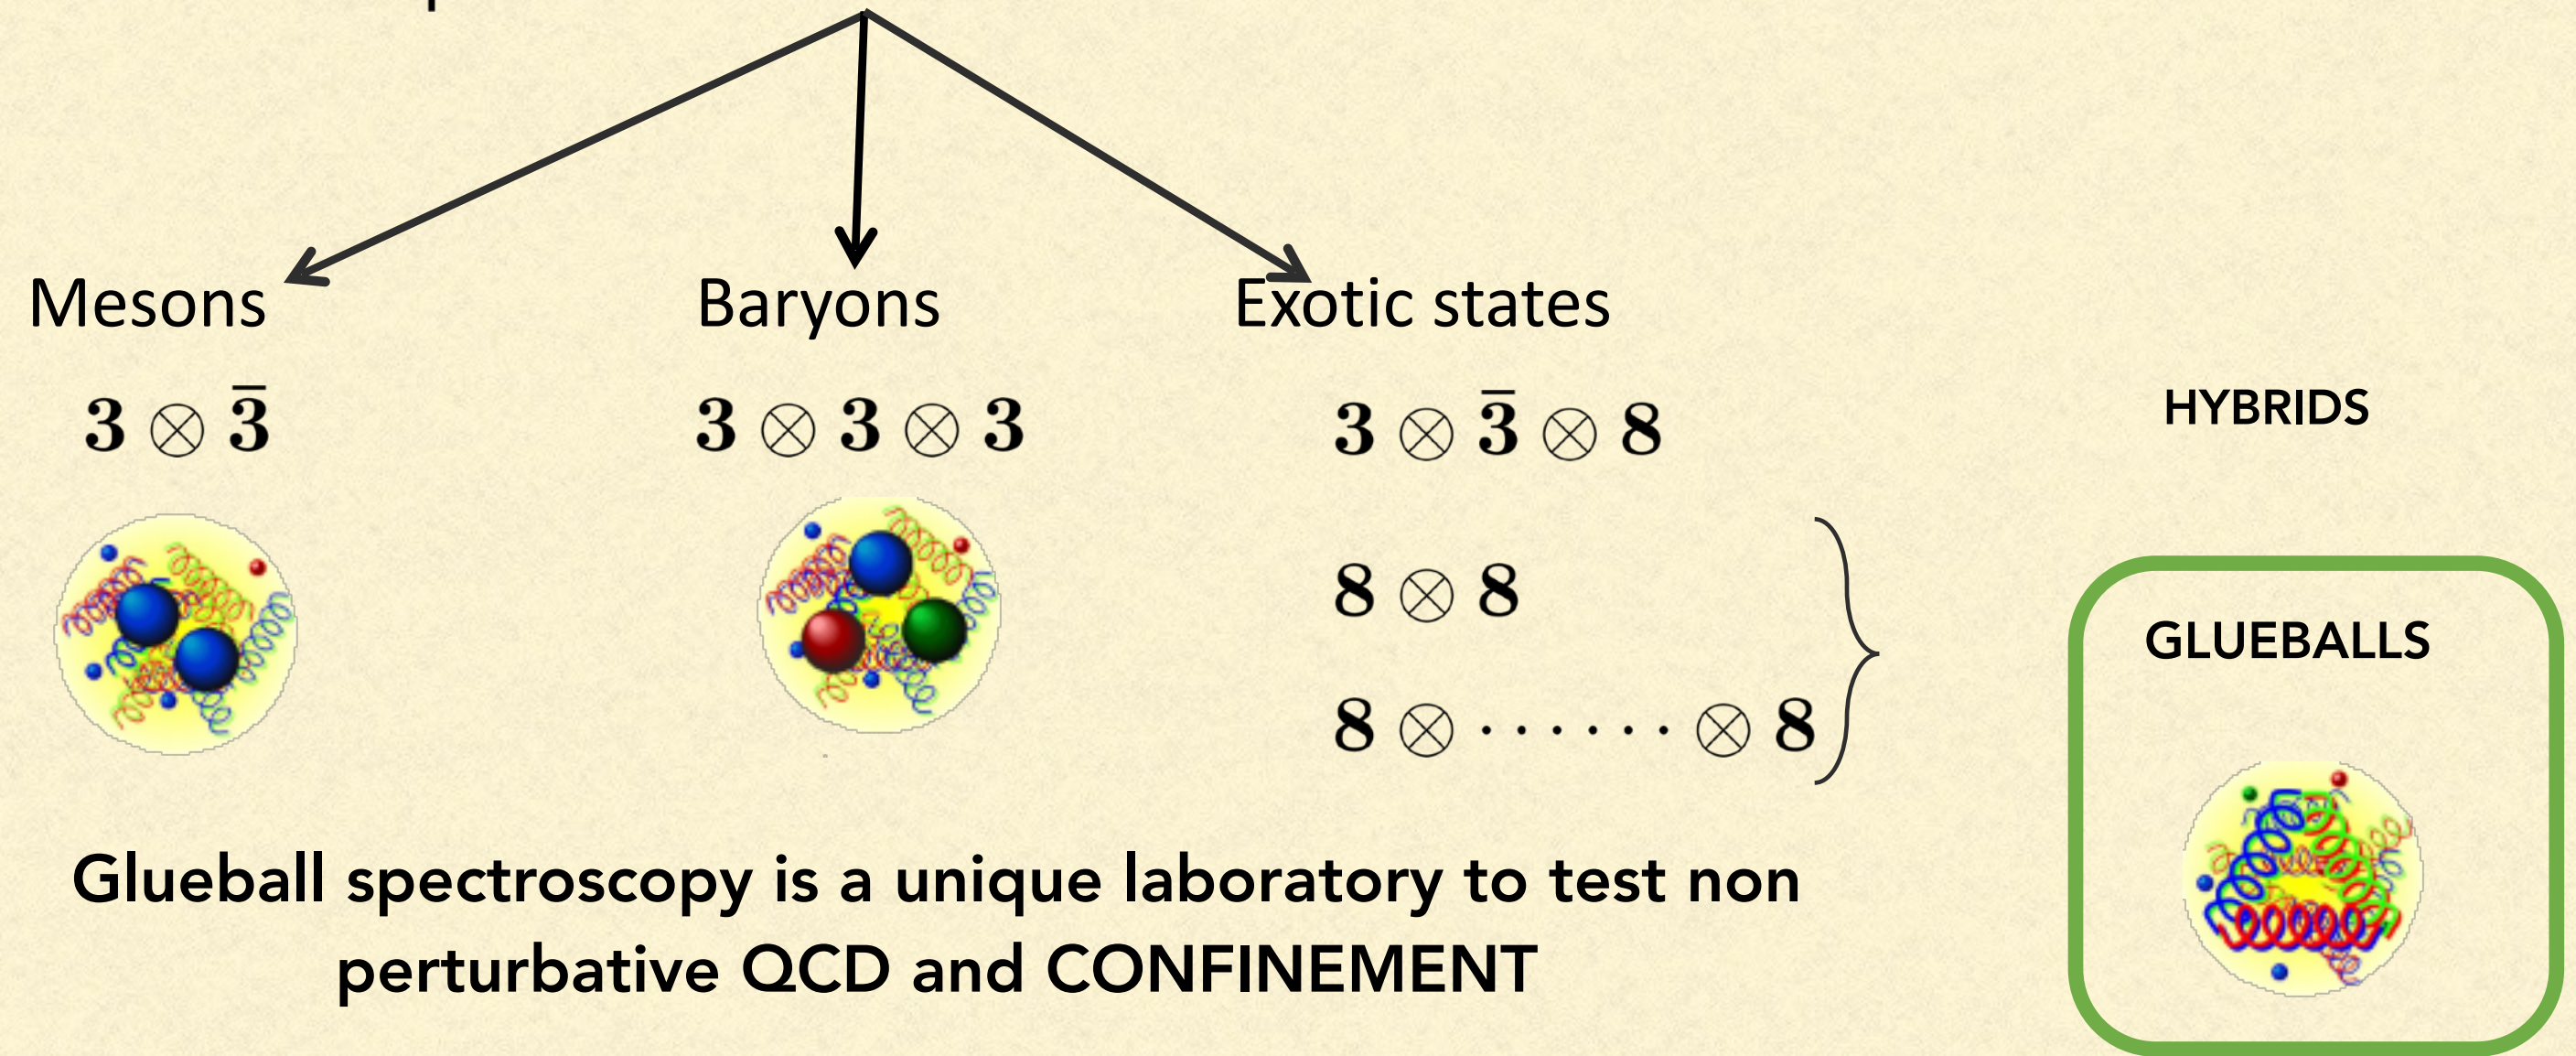 Mesons
Baryons
Exotic states
3 ⊗ 3̄
3 ⊗ 3 ⊗ 3
3 ⊗ 3̄ ⊗ 8
HYBRIDS
8 ⊗ 8
GLUEBALLS
8 ⊗ · · · · · · ⊗ 8
Glueball spectroscopy is a unique laboratory to test non
perturbative QCD and CONFINEMENT